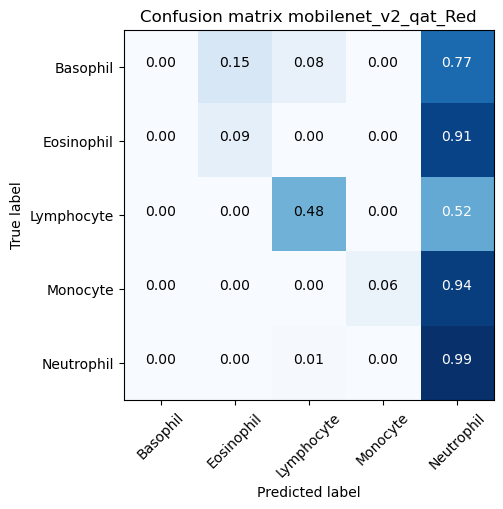 Confusion matrix mobilenet_v2_qat_Red
True label
Basophil 0.00 0.15 0.08 0.00 0.77
Eosinophil 0.00 0.09 0.00 0.00 0.91
Lymphocyte 0.00 0.00 0.48 0.00 0.52
Monocyte 0.00 0.00 0.00 0.06 0.94
Neutrophil 0.00 0.00 0.01 0.00 0.99
Basophil Eosinophil Lymphocyte Monocyte Neutrophil
Predicted label